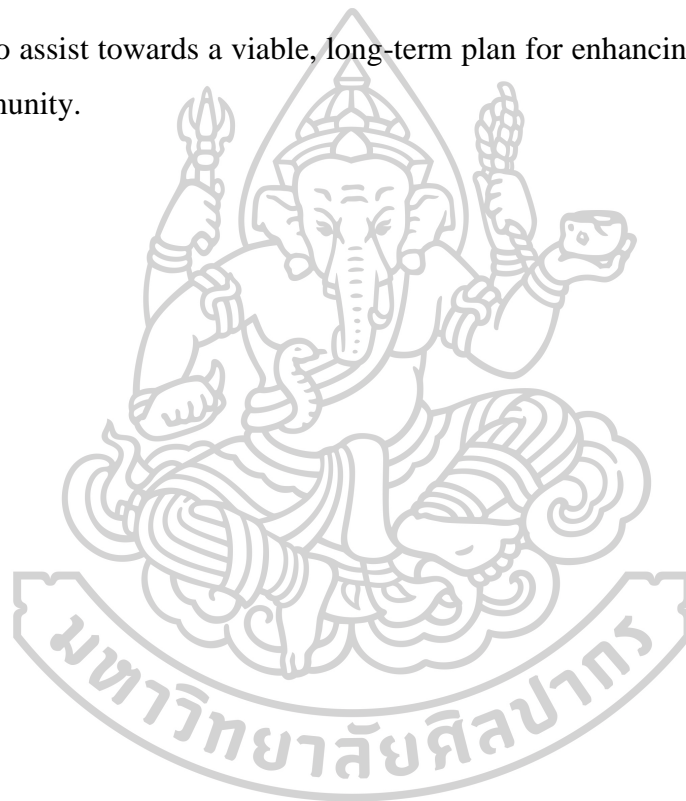 o assist towards a viable, long-term plan for enhancin
munity.
มหาวิทยาลัยศิลปากร